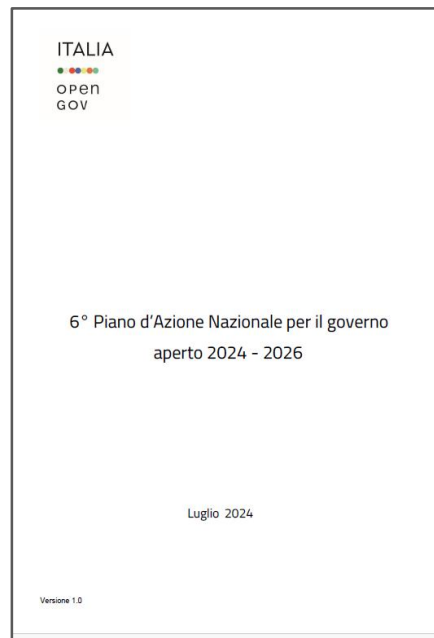 ITALIA
OPEN
GOV
6° Piano d'Azione Nazionale per il governo
aperto 2024 - 2026
Luglio 2024
Versione 1.0